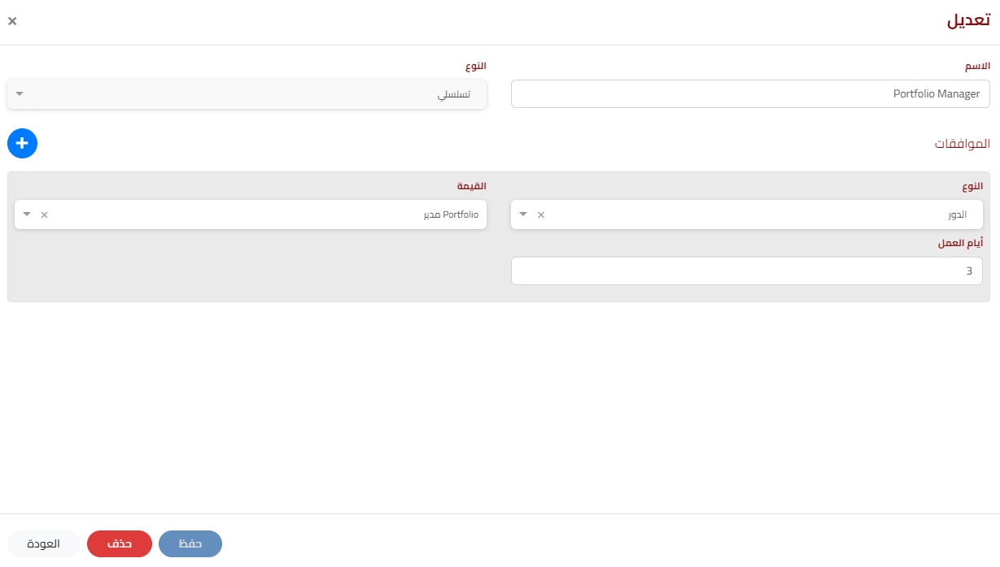 تعديل
×
الاسم
النوع
Portfolio Manager
تسلسلي
الموافقات
+
النوع
القيمة
الدور
×
Portfolio مدير
×
أيام العمل
3
حفظ
حذف
العودة